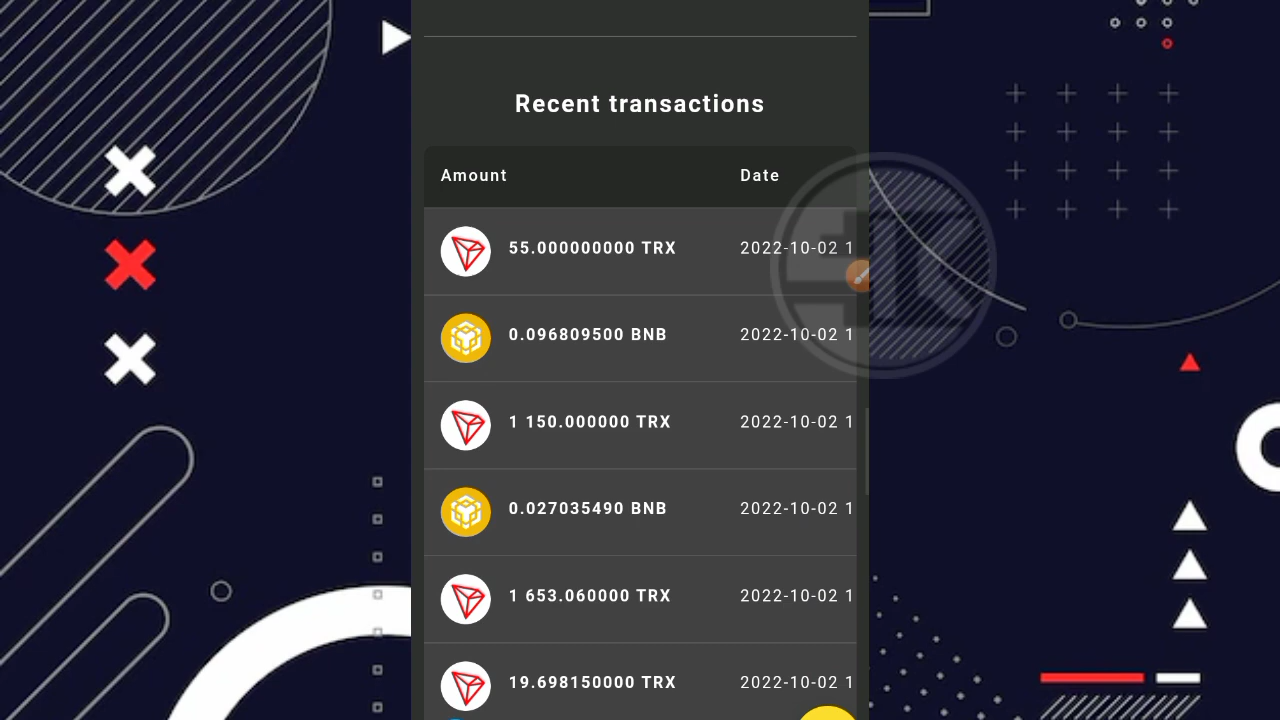 Recent transactions
Amount Date
55.000000000 TRX 2022-10-02 1
0.096809500 BNB 2022-10-02 1
1 150.000000 TRX 2022-10-02 1
0.027035490 BNB 2022-10-02 1
1 653.060000 TRX 2022-10-02 1
19.698150000 TRX 2022-10-02 1